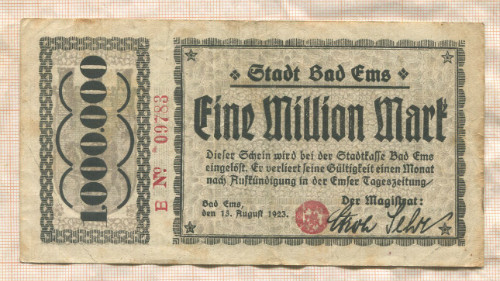 1.000.000
E No 09783
Stadt Bad Ems
Eine Million Mark
Dieser Schein wird bei der Stadtkasse Bad Ems
eingelöst. Er verliert seine Gültigkeit einen Monat
nach Aufkündigung in der Emser Tageszeitung
Bad Ems,
den 13. August 1923.
Der Magistrat: